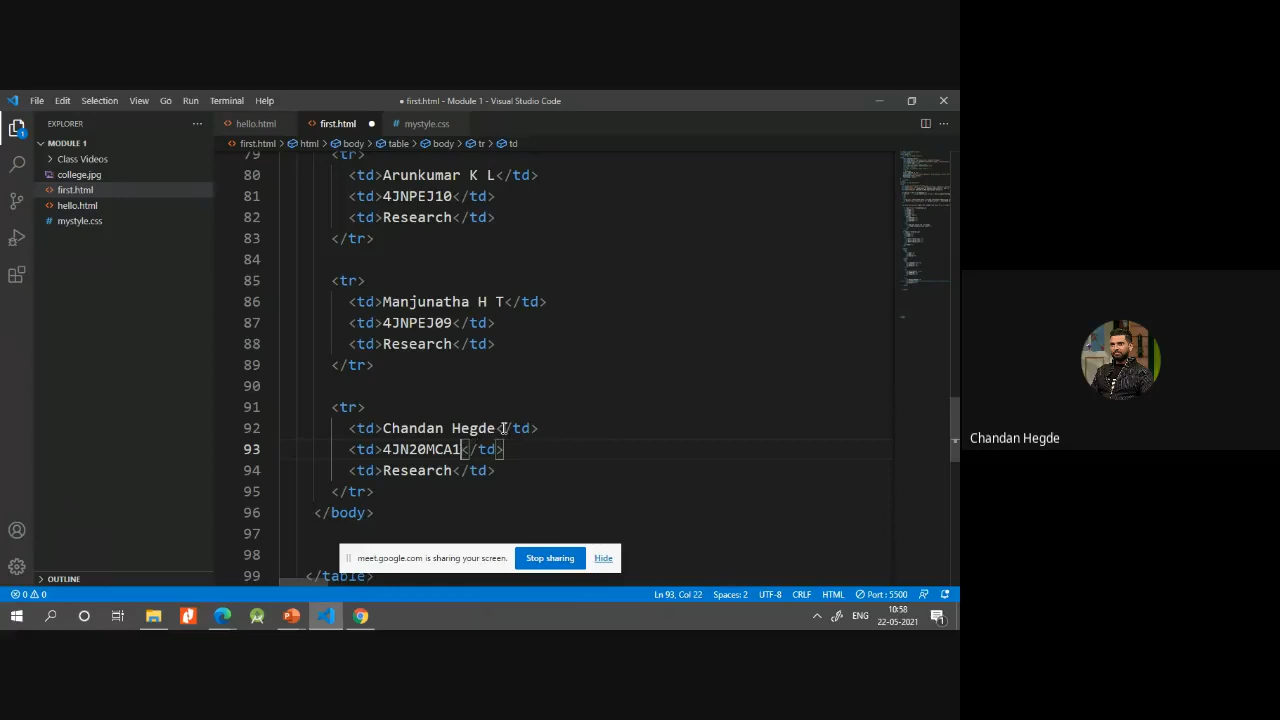 File Edit Selection View Go Run Terminal Help
● first.html - Module 1 - Visual Studio Code
EXPLORER ···
hello.html
first.html ●
mystyle.css
MODULE 1
Class Videos
college.jpg
first.html
hello.html
mystyle.css
first.html > html > body > table > body > tr > td
79 <tr>
80 <td>Arunkumar K L</td>
81 <td>4JNPEJ10</td>
82 <td>Research</td>
83 </tr>
84
85 <tr>
86 <td>Manjunatha H T</td>
87 <td>4JNPEJ09</td>
88 <td>Research</td>
89 </tr>
90
91 <tr>
92 <td>Chandan Hegde</td>
93 <td>4JN20MCA1</td>
94 <td>Research</td>
95 </tr>
96 </body>
97
98
99 </table>
meet.google.com is sharing your screen. Stop sharing Hide
OUTLINE
0 0 Ln 93, Col 22 Spaces: 2 UTF-8 CRLF HTML Port : 5500
ENG 10:58
22-05-2021
1
Chandan Hegde